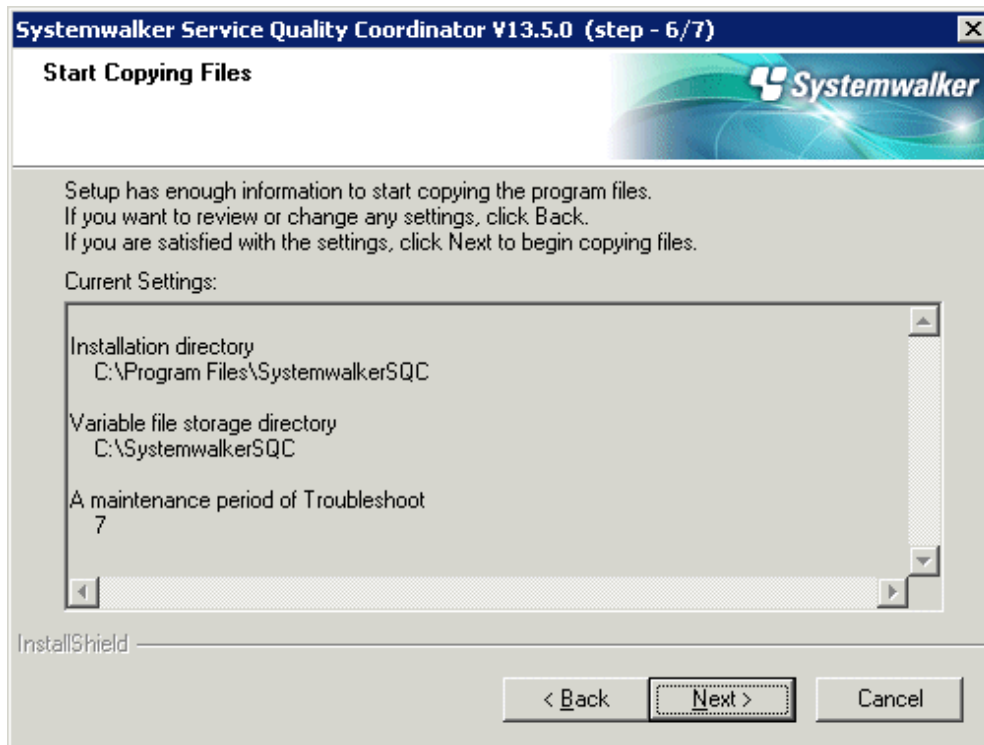 Systemwalker Service Quality Coordinator V13.5.0 (step - 6/7)
Start Copying Files
Systemwalker
Setup has enough information to start copying the program files.
If you want to review or change any settings, click Back.
If you are satisfied with the settings, click Next to begin copying files.
Current Settings:
Installation directory
C:\Program Files\SystemwalkerSQC
Variable file storage directory
C:\SystemwalkerSQC
A maintenance period of Troubleshoot
7
InstallShield
< Back
Next >
Cancel